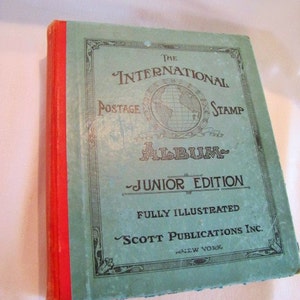 THE
INTERNATIONAL
POSTAGE STAMP
ALBUM
JUNIOR EDITION
FULLY ILLUSTRATED
SCOTT PUBLICATIONS INC.
NEW YORK